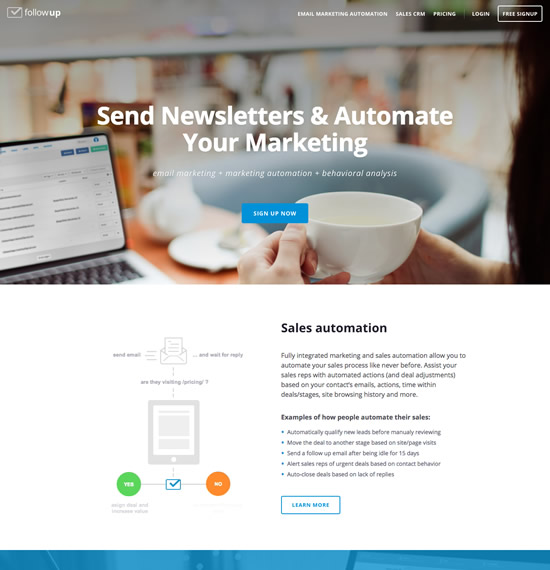 followup
EMAIL MARKETING AUTOMATION SALES CRM PRICING LOGIN FREE SIGNUP
Send Newsletters & Automate
Your Marketing
email marketing + marketing automation + behavioral analysis
SIGN UP NOW
Sales automation
Fully integrated marketing and sales automation allow you to
automate your sales process like never before. Assist your
sales reps with automated actions (and deal adjustments)
based on your contact's emails, actions, time within
deals/stages, site browsing history and more.
Examples of how people automate their sales:
Automatically qualify new leads before manualy reviewing
Move the deal to another stage based on site/page visits
Send a follow up email after being idle for 15 days
Alert sales reps of urgent deals based on contact behavior
Auto-close deals based on lack of replies
LEARN MORE
send email ... and wait for reply
are they visiting /pricing/ ?
YES NO
assign deal and
increase value